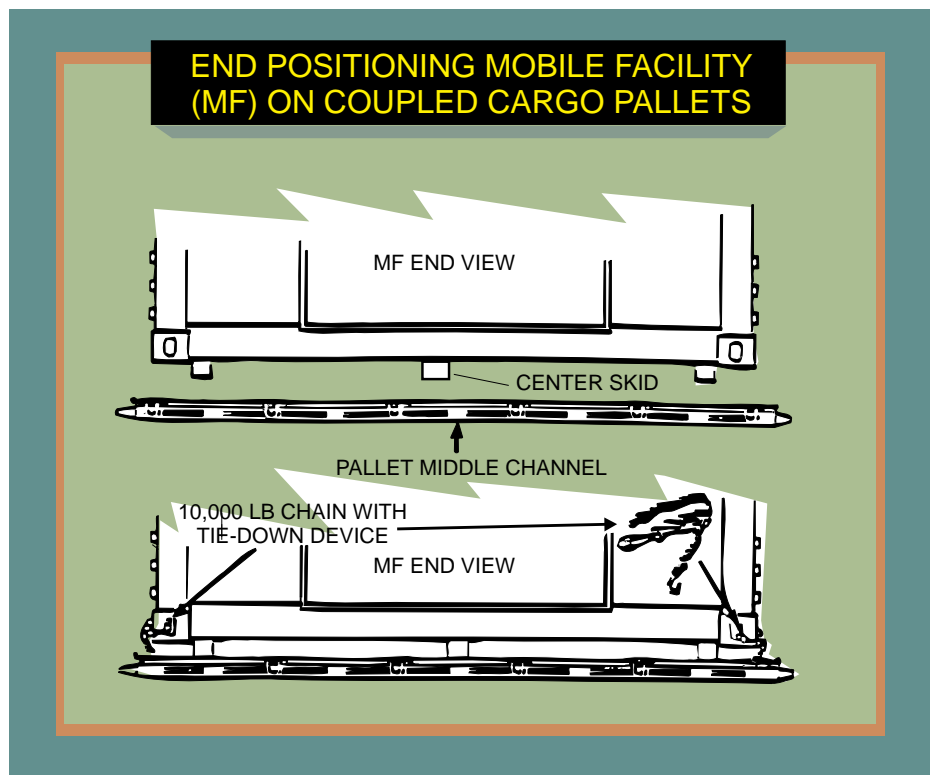 END POSITIONING MOBILE FACILITY
(MF) ON COUPLED CARGO PALLETS
MF END VIEW
CENTER SKID
PALLET MIDDLE CHANNEL
10,000 LB CHAIN WITH
TIE-DOWN DEVICE
MF END VIEW